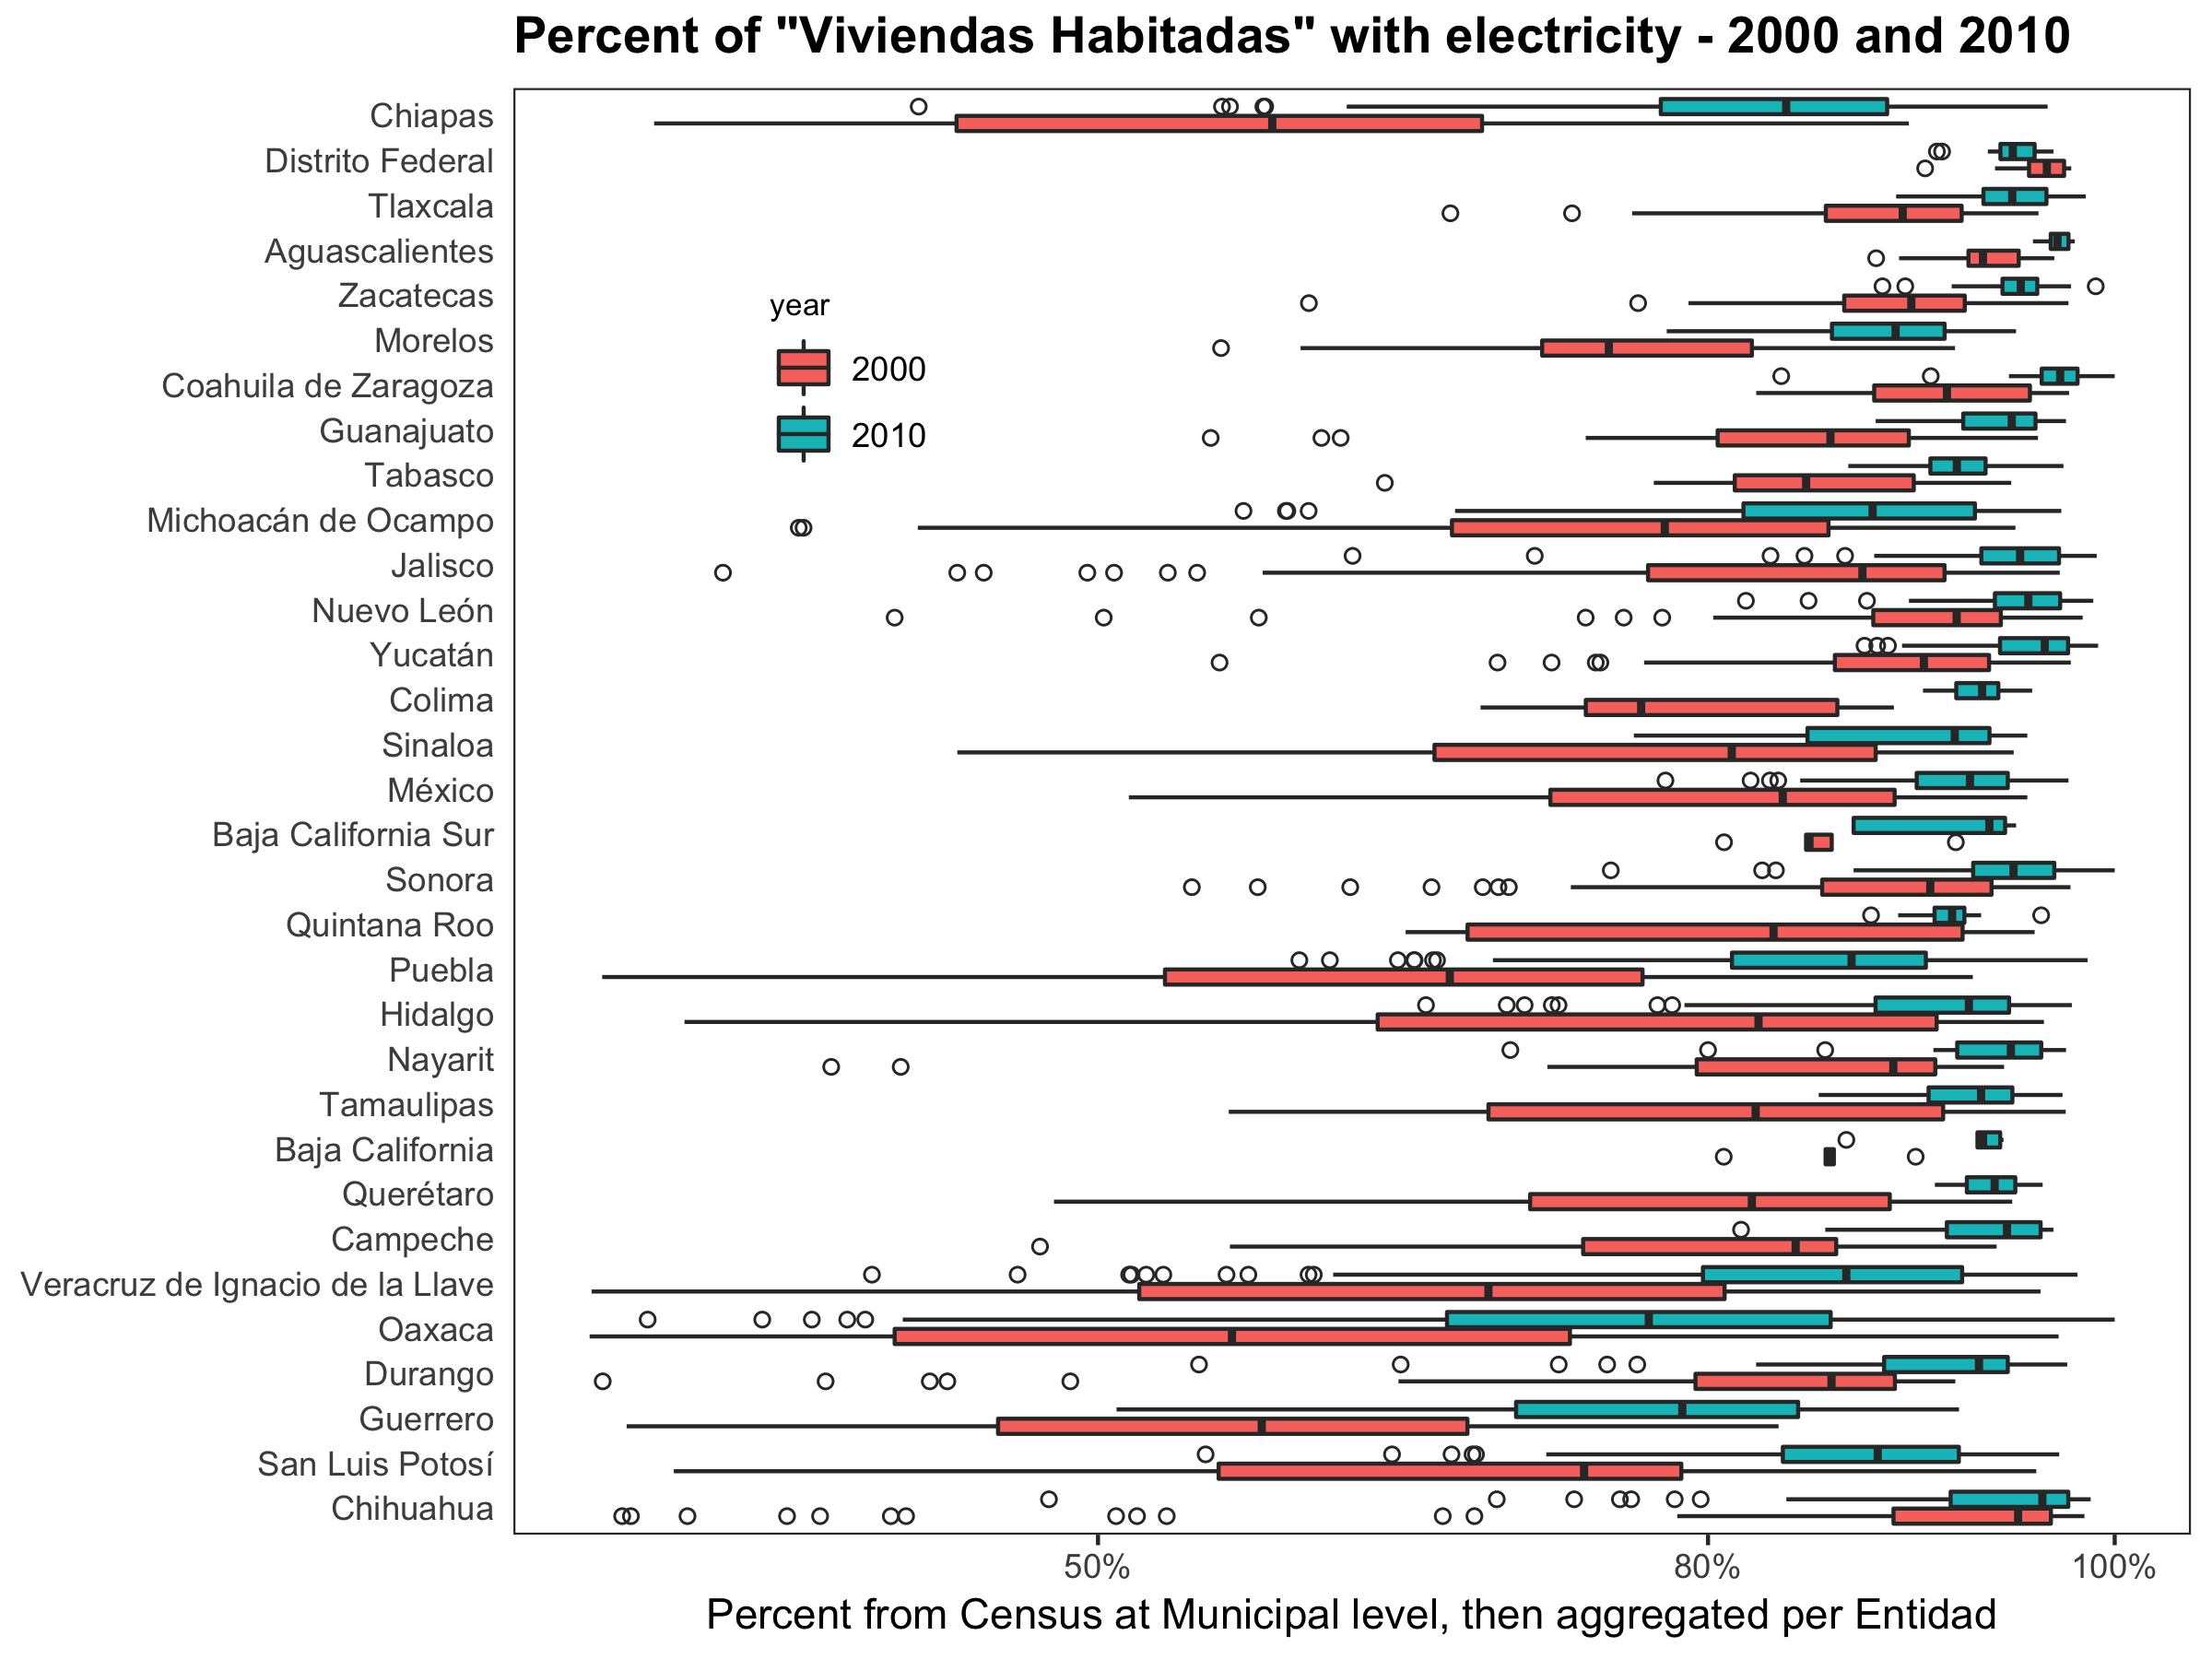 Percent of "Viviendas Habitadas" with electricity - 2000 and 2010
Chiapas
Distrito Federal
Tlaxcala
Aguascalientes
Zacatecas
Morelos
Coahuila de Zaragoza
Guanajuato
Tabasco
Michoacán de Ocampo
Jalisco
Nuevo León
Yucatán
Colima
Sinaloa
México
Baja California Sur
Sonora
Quintana Roo
Puebla
Hidalgo
Nayarit
Tamaulipas
Baja California
Querétaro
Campeche
Veracruz de Ignacio de la Llave
Oaxaca
Durango
Guerrero
San Luis Potosí
Chihuahua
year
2000
2010
50%
80%
100%
Percent from Census at Municipal level, then aggregated per Entidad